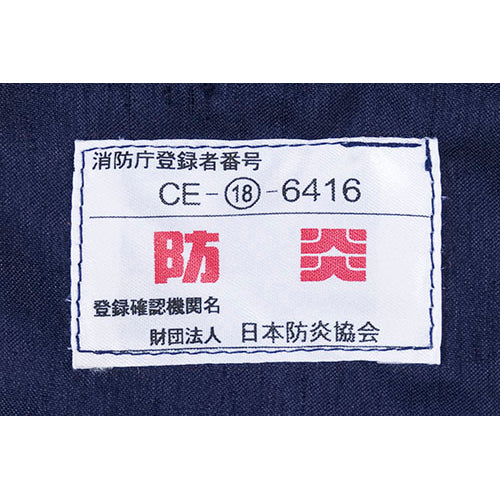 消防庁登録者番号
CE-⑱-6416
防炎
登録確認機関名
財団法人 日本防炎協会